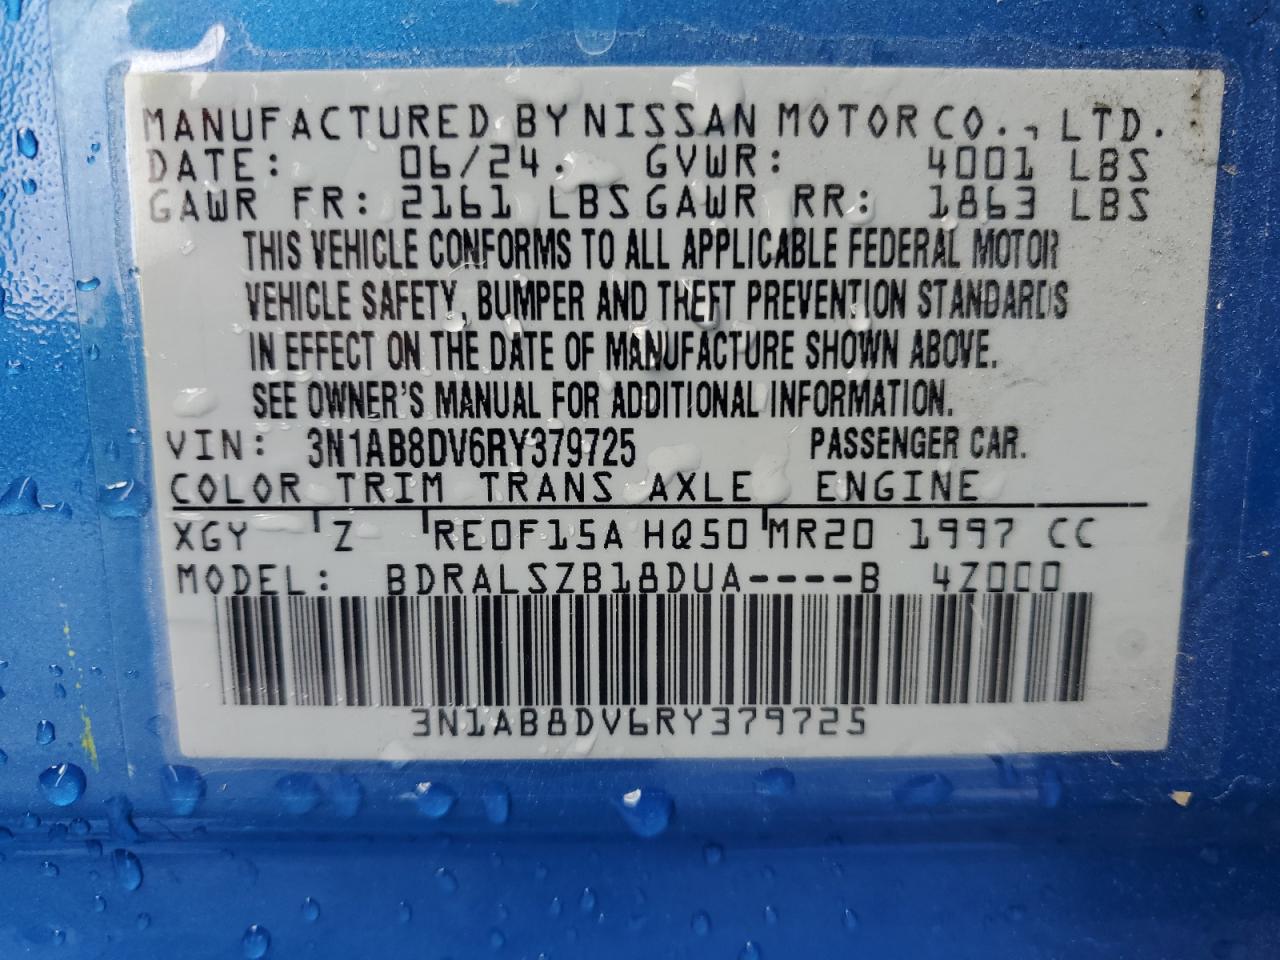 MANUFACTURED BY NISSAN MOTOR CO., LTD.
DATE: 06/24. GVWR: 4001 LBS
GAWR FR: 2161 LBS GAWR RR: 1863 LBS
THIS VEHICLE CONFORMS TO ALL APPLICABLE FEDERAL MOTOR
VEHICLE SAFETY, BUMPER AND THEFT PREVENTION STANDARDS
IN EFFECT ON THE DATE OF MANUFACTURE SHOWN ABOVE.
SEE OWNER'S MANUAL FOR ADDITIONAL INFORMATION.
VIN: 3N1AB8DV6RY379725 PASSENGER CAR.
COLOR TRIM TRANS AXLE ENGINE
XGY Z RE0F15A HQ50 MR20 1997 CC
MODEL: BDRALSZB18DUA----B 4Z000
3N1AB8DV6RY379725